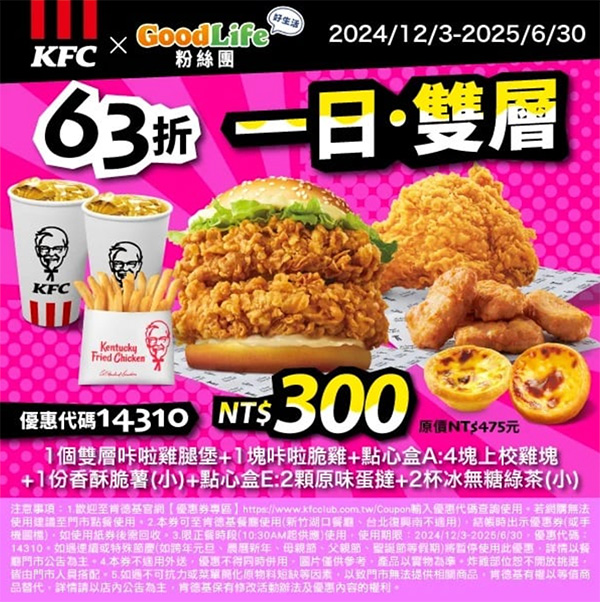 KFC × GoodLife 好生活 粉絲團 2024/12/3-2025/6/30
63折 一日·雙層
KFC
Kentucky
Fried Chicken
優惠代碼14310 NT$300 原價NT$475元
1個雙層咔啦雞腿堡+1塊咔啦脆雞+點心盒A:4塊上校雞塊
+1份香酥脆薯(小)+點心盒E:2顆原味蛋撻+2杯冰無糖綠茶(小)
注意事項：1.歡迎至肯德基官網【優惠券專區】https://www.kfcclub.com.tw/Coupon輸入優惠代碼查詢使用。若網購無法
使用建議至門市點餐使用。2.本券可至肯德基餐廳使用(新竹湖口餐廳、台北復興南不適用)，結帳時出示優惠券(或手
機圖檔)，如使用紙券後需回收。3.限正餐時段(10:30AM起供應)使用，使用期限：2024/12/3-2025/6/30，優惠代碼：
14310。如遇連續或特殊節慶(如跨年元旦、農曆新年、母親節、父親節、聖誕節等假期)將暫停使用此優惠，詳情以餐
廳門市公告為主。4.本券不適用外送，優惠不得同時併用，圖片僅供參考，產品以實物為準。炸雞部位恕不開放挑選，
皆由門市人員搭配。5.如遇不可抗力或菜單簡化原物料短缺等因素，以致門市無法提供相關商品，肯德基有權以等值商
品替代，詳情請以店內公告為主，肯德基保有修改活動辦法及優惠內容的權利。